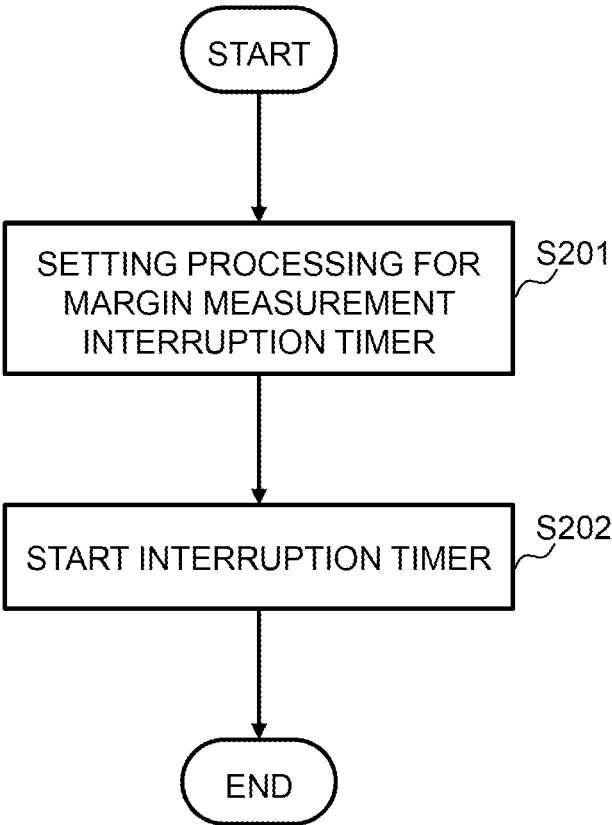 START
SETTING PROCESSING FOR
MARGIN MEASUREMENT
INTERRUPTION TIMER
S201
START INTERRUPTION TIMER
S202
END